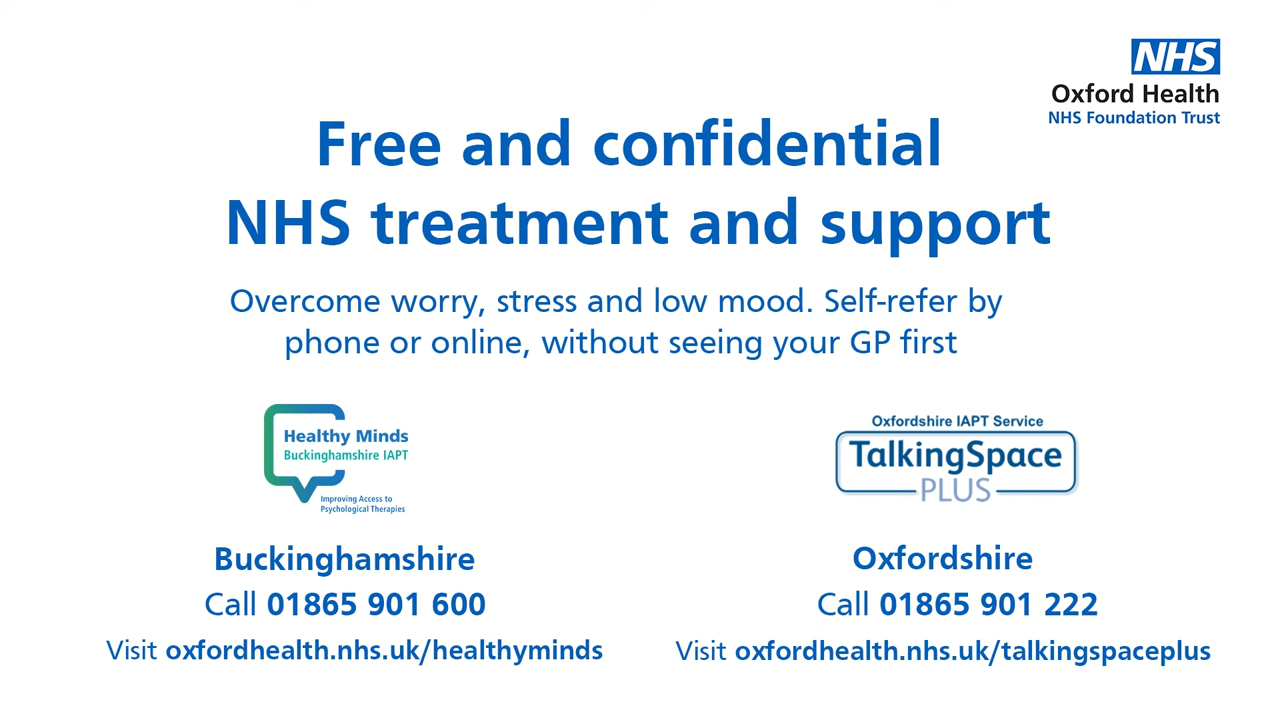 NHS
Oxford Health
NHS Foundation Trust
Free and confidential
NHS treatment and support
Overcome worry, stress and low mood. Self-refer by
phone or online, without seeing your GP first
Healthy Minds
Buckinghamshire IAPT
Improving Access to
Psychological Therapies
Buckinghamshire
Call 01865 901 600
Visit oxfordhealth.nhs.uk/healthyminds
Oxfordshire IAPT Service
TalkingSpace
PLUS
Oxfordshire
Call 01865 901 222
Visit oxfordhealth.nhs.uk/talkingspaceplus